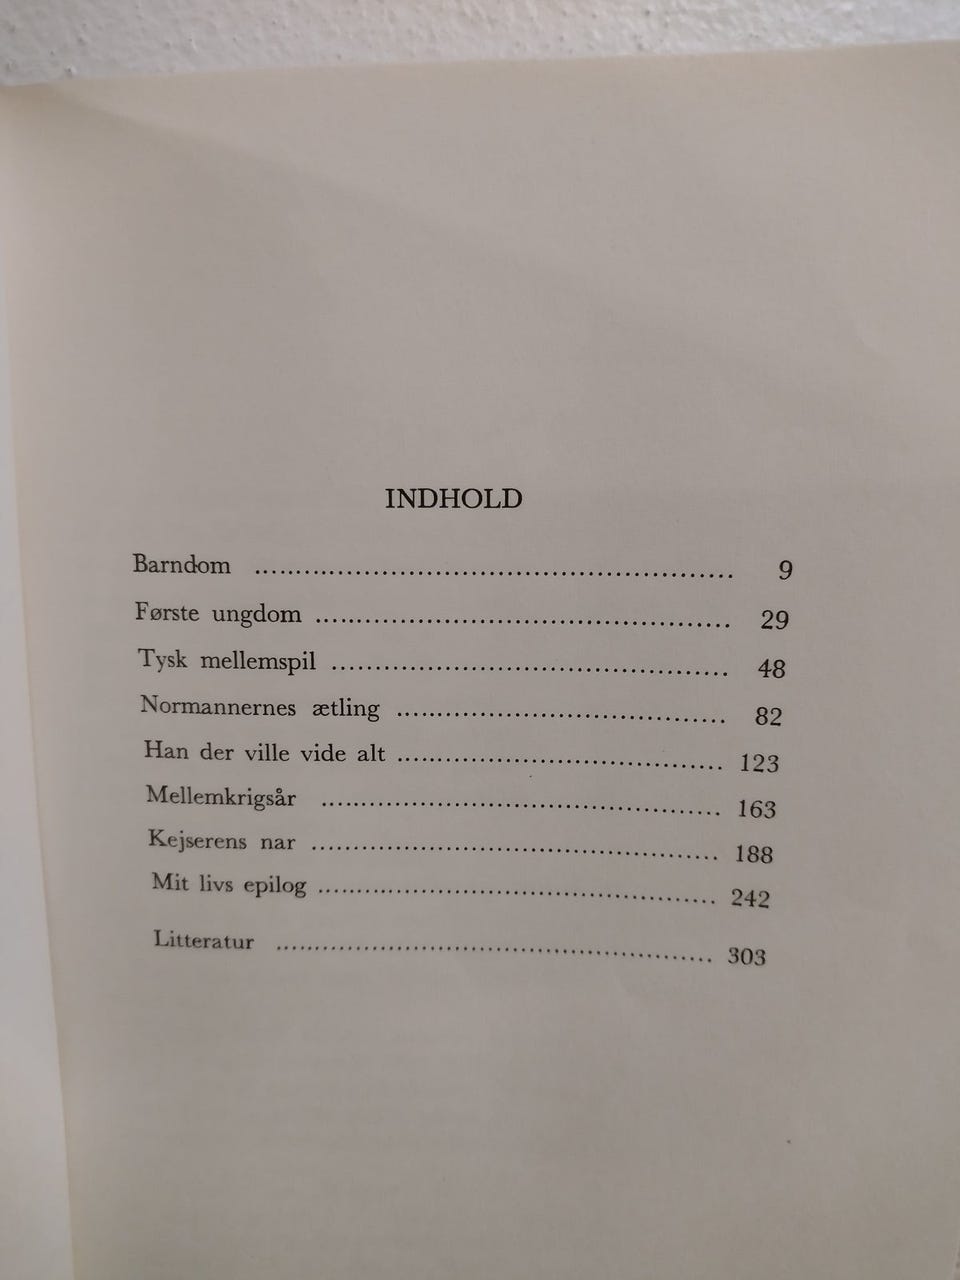 INDHOLD
Barndom ........................................................... 9
Første ungdom ................................................... 29
Tysk mellemspil ................................................. 48
Normannernes ætling ........................................ 82
Han der ville vide alt ........................................ 123
Mellemkrigsår ................................................. 163
Kejserens nar .................................................. 188
Mit livs epilog ................................................. 242
Litteratur ...................................................... 303